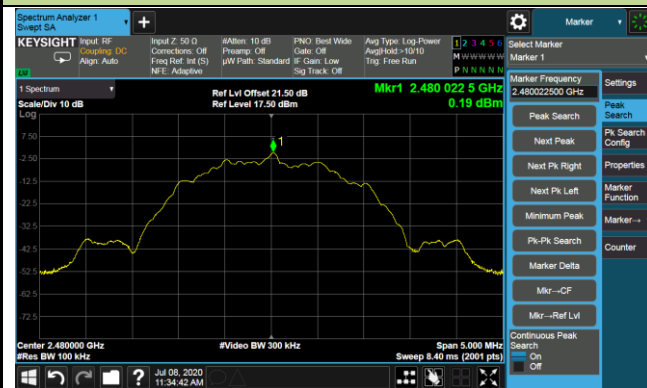 Spectrum Analyzer 1
Swept SA
+
Marker
KEYSIGHT
Input: RF
Coupling: DC
Align: Auto
Input Z: 50 Ω
Corrections: Off
Freq Ref: Int (S)
NFE: Adaptive
#Atten: 10 dB
Preamp: Off
µW Path: Standard
PNO: Best Wide
Gate: Off
IF Gain: Low
Sig Track: Off
Avg Type: Log-Power
Avg|Hold:>10/10
Trig: Free Run
1 2 3 4 5 6
M W W W W W
P N N N N N
Select Marker
Marker 1
1 Spectrum
Scale/Div 10 dB
Log
Ref Lvl Offset 21.50 dB
Ref Level 17.50 dBm
Mkr1 2.480 022 5 GHz
0.19 dBm
1
7.50
-2.50
-12.5
-22.5
-32.5
-42.5
-52.5
-62.5
-72.5
Center 2.480000 GHz
#Res BW 100 kHz
#Video BW 300 kHz
Span 5.000 MHz
Sweep 8.40 ms (2001 pts)
Marker Frequency
2.480022500 GHz
Peak Search
Next Peak
Next Pk Right
Next Pk Left
Minimum Peak
Pk-Pk Search
Marker Delta
Mkr→CF
Mkr→Ref Lvl
Continuous Peak
Search
On
Off
Settings
Peak
Search
Pk Search
Config
Properties
Marker
Function
Marker→
Counter
?
Jul 08, 2020
11:34:42 AM